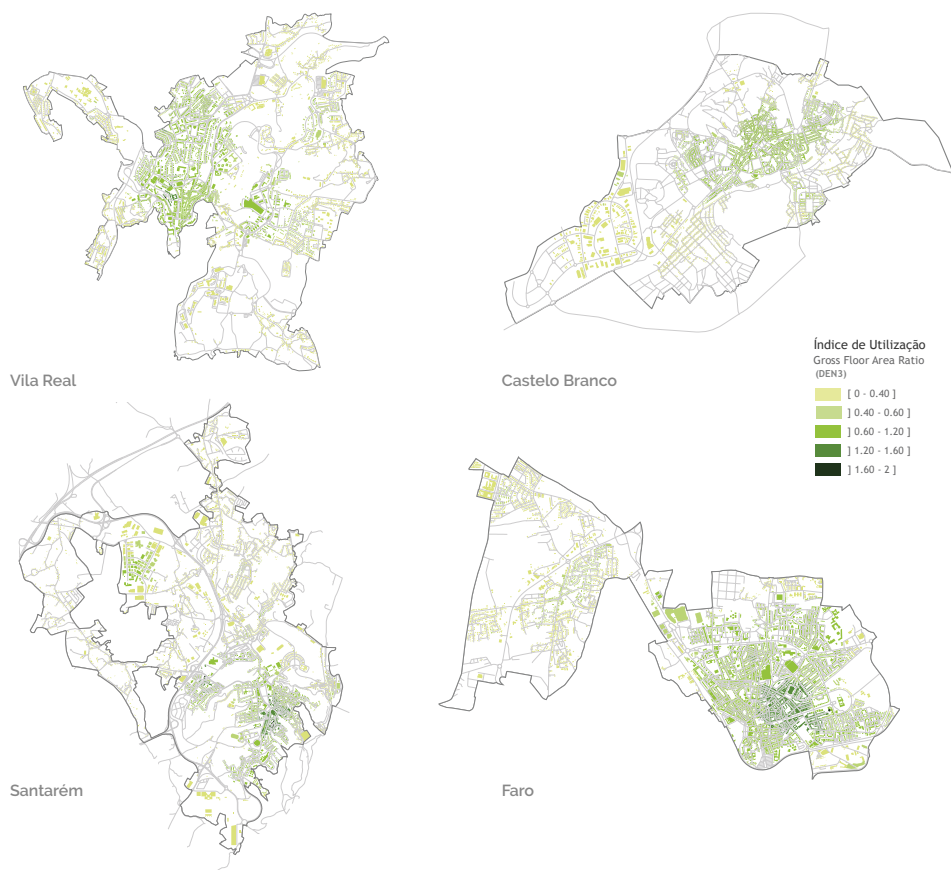 Vila Real
Castelo Branco
Índice de Utilização
Gross Floor Area Ratio
(DEN3)
[ 0 - 0.40 ]
] 0.40 - 0.60 ]
] 0.60 - 1.20 ]
] 1.20 - 1.60 ]
] 1.60 - 2 ]
Santarém
Faro